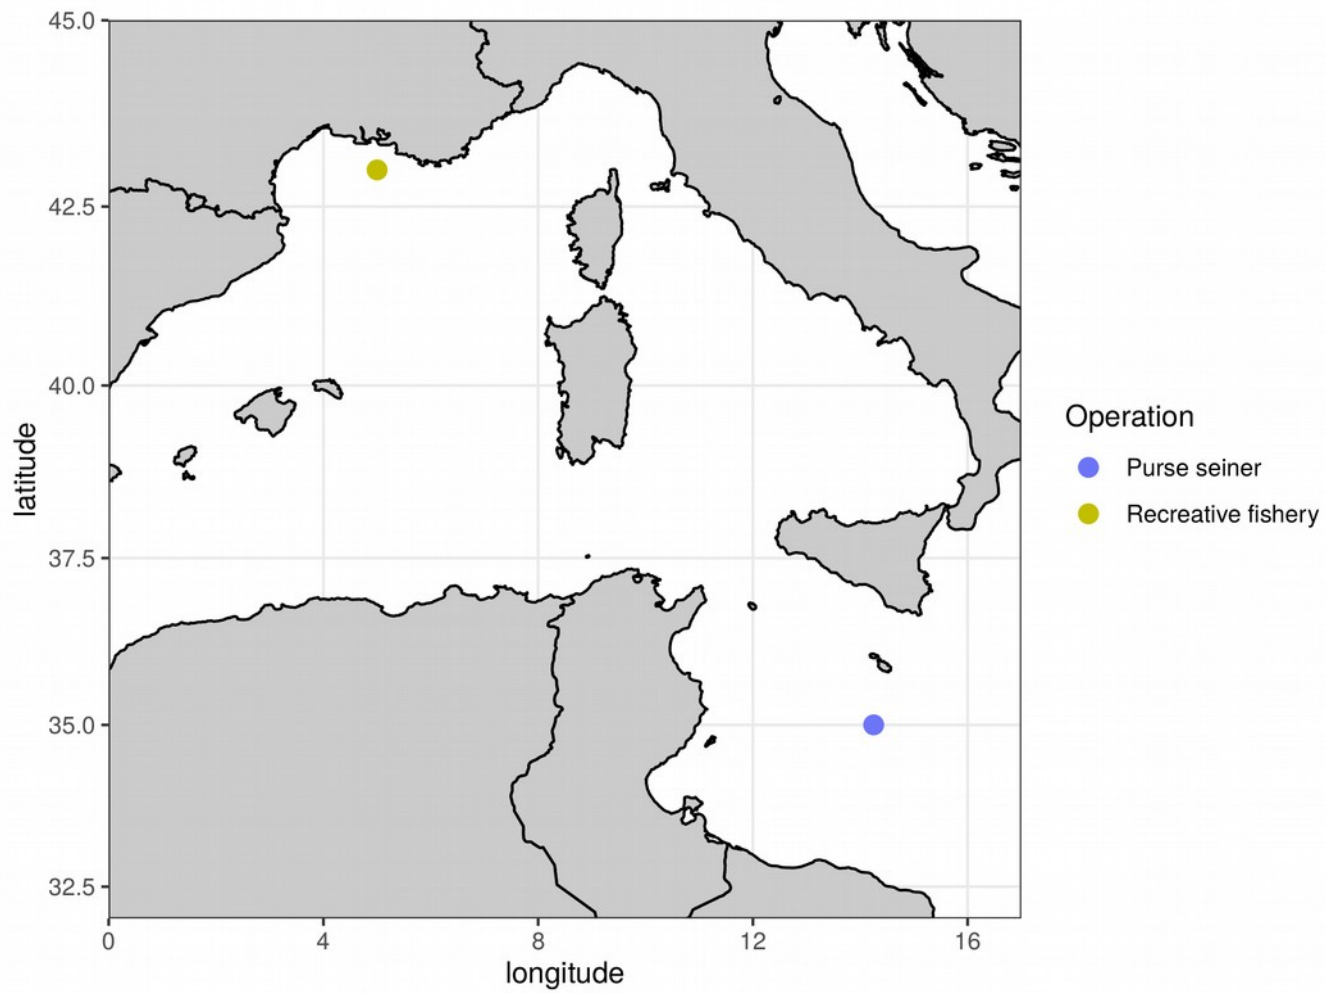 45.0
42.5
40.0
37.5
35.0
32.5
0 4 8 12 16
longitude
latitude
Operation
Purse seiner
Recreative fishery